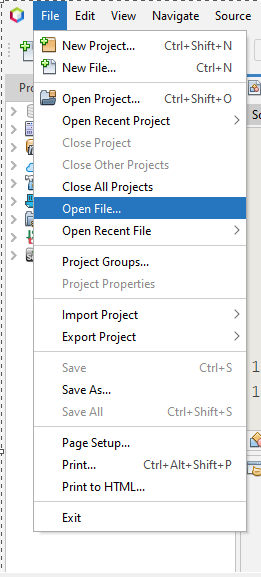 File Edit View Navigate Source
New Project... Ctrl+Shift+N
New File... Ctrl+N
Open Project... Ctrl+Shift+O
Open Recent Project
Close Project
Close Other Projects
Close All Projects
Open File...
Open Recent File
Project Groups...
Project Properties
Import Project
Export Project
Save Ctrl+S
Save As...
Save All Ctrl+Shift+S
Page Setup...
Print... Ctrl+Alt+Shift+P
Print to HTML...
Exit
Pro
So
1
1